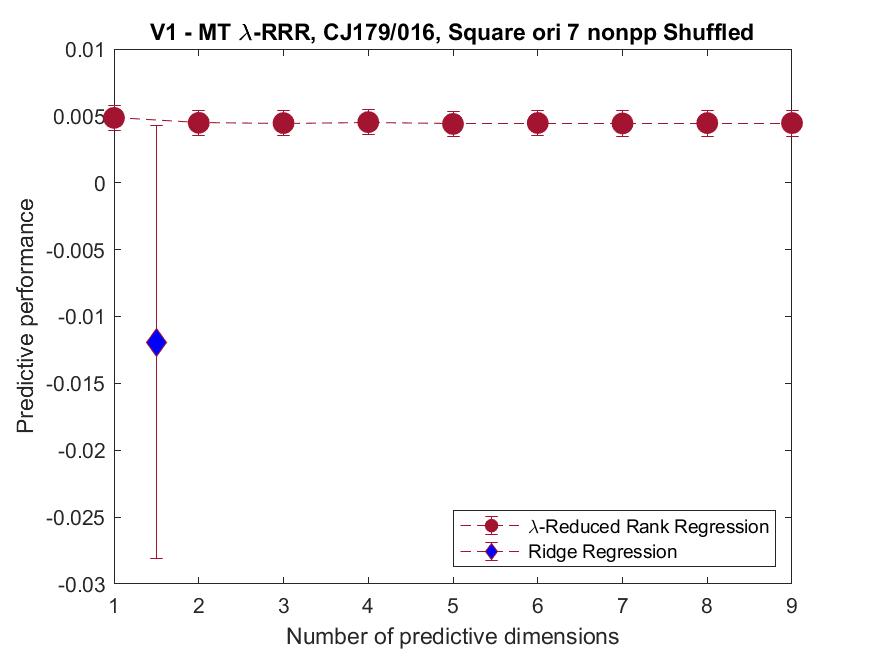 V1 - MT λ-RRR, CJ179/016, Square ori 7 nonpp Shuffled
0.01
0.005
0
-0.005
-0.01
-0.015
-0.02
-0.025
-0.03
Predictive performance
λ-Reduced Rank Regression
Ridge Regression
1 2 3 4 5 6 7 8 9
Number of predictive dimensions